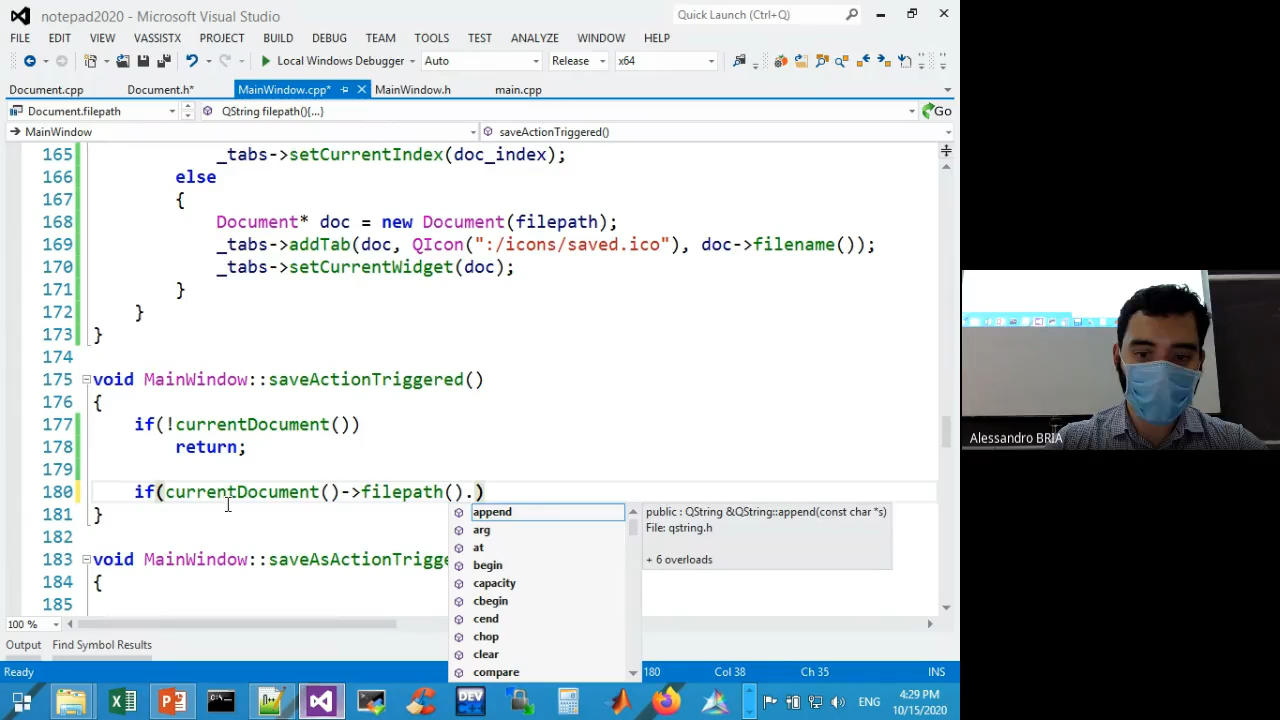 notepad2020 - Microsoft Visual Studio
Quick Launch (Ctrl+Q)
FILE EDIT VIEW VASSISTX PROJECT BUILD DEBUG TEAM TOOLS TEST ANALYZE WINDOW HELP
Local Windows Debugger Auto Release x64
Document.cpp Document.h* MainWindow.cpp* MainWindow.h main.cpp
Document.filepath QString filepath(){...} Go
MainWindow saveActionTriggered()
165 _tabs->setCurrentIndex(doc_index);
166 else
167 {
168 Document* doc = new Document(filepath);
169 _tabs->addTab(doc, QIcon(":/icons/saved.ico"), doc->filename());
170 _tabs->setCurrentWidget(doc);
171 }
172 }
173 }
174
175 void MainWindow::saveActionTriggered()
176 {
177 if(!currentDocument())
178 return;
179
180 if(currentDocument()->filepath().)
181 }
182
183 void MainWindow::saveAsActionTrigge
184 {
185
append
arg
at
begin
capacity
cbegin
cend
chop
clear
compare
public : QString &QString::append(const char *s)
File: qstring.h
+ 6 overloads
Alessandro BRIA
100 %
Output Find Symbol Results
Ready 180 Col 38 Ch 35 INS
DEV
ENG
4:29 PM
10/15/2020